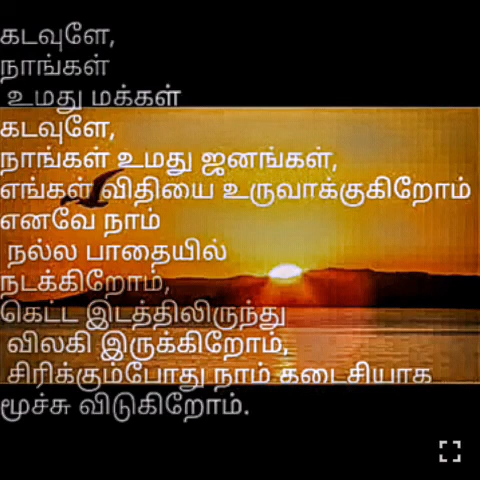 கடவுளே,
நாங்கள்
உமது மக்கள்
கடவுளே,
நாங்கள் உமது ஜனங்கள்,
எங்கள் விதியை உருவாக்குகிறோம்
எனவே நாம்
நல்ல பாதையில்
நடக்கிறோம்,
கெட்ட இடத்திலிருந்து
விலகி இருக்கிறோம்,
சிரிக்கும்போது நாம் கடைசியாக
மூச்சு விடுகிறோம்.